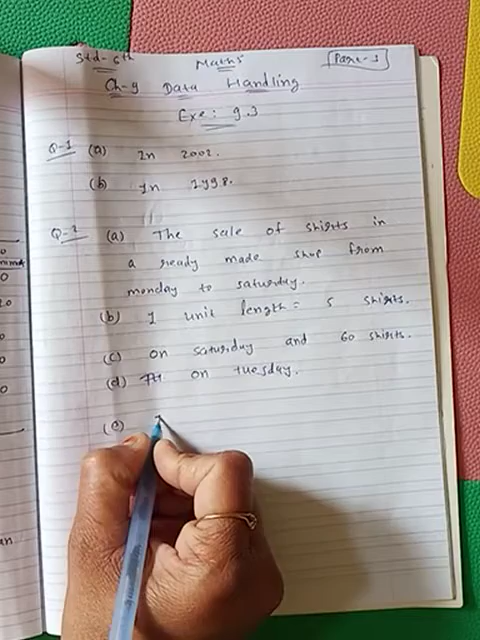 Std-6th Maths Part-1
Ch-9 Data Handling
Exe: 9.3
Q-1 (a) In 2002.
(b) In 1998.
Q-2 (a) The sale of shirts in
a ready made shop from
monday to saturday.
(b) 1 unit length = 5 shirts.
(c) on saturday and 60 shirts.
(d) on tuesday.
(e)